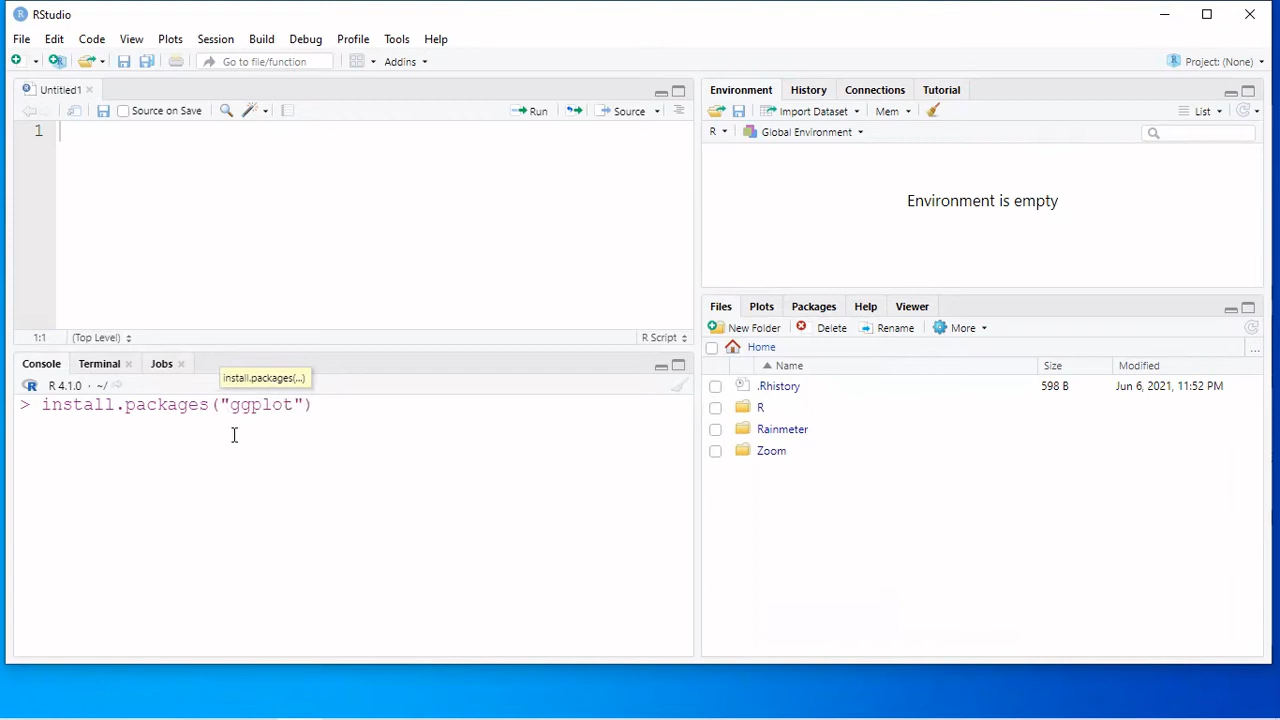 RStudio
File Edit Code View Plots Session Build Debug Profile Tools Help
Go to file/function Addins Project: (None)
Untitled1
Source on Save Run Source
1
1:1 (Top Level) R Script
Console Terminal Jobs
install.packages(...)
R 4.1.0 · ~/
> install.packages("ggplot")
Environment History Connections Tutorial
Import Dataset Mem List
R Global Environment
Environment is empty
Files Plots Packages Help Viewer
New Folder Delete Rename More
Home ...
Name Size Modified
.Rhistory 598 B Jun 6, 2021, 11:52 PM
R
Rainmeter
Zoom